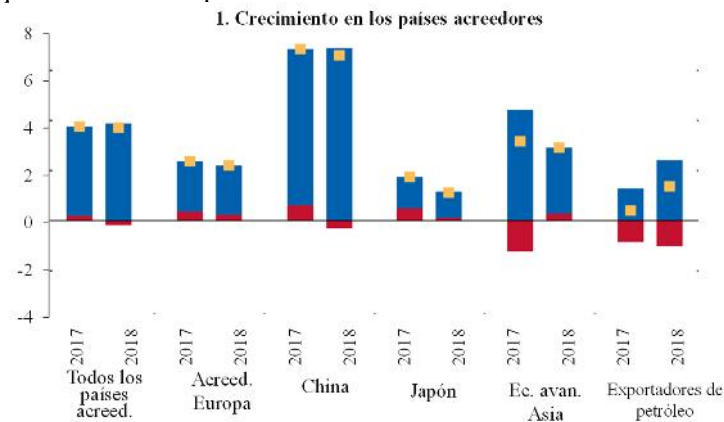 1. Crecimiento en los países acreedores
8
6
4
2
0
-2
-4
2017
2018
2017
2018
2017
2018
2017
2018
2017
2018
2017
2018
Todos los
países
acreed.
Acreed.
Europa
China
Japón
Ec. avan.
Asia
Exportadores de
petróleo